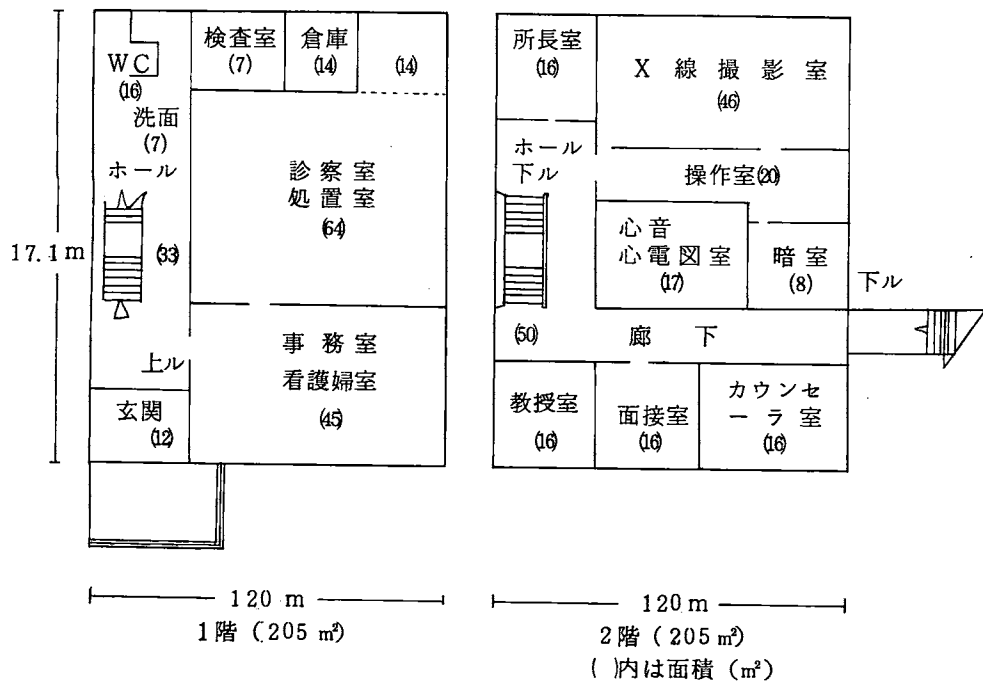 検査室
(7)
倉庫
(14)
(14)
WC
(16)
洗面
(7)
ホール
診察室
処置室
(64)
17.1m
(33)
事務室
看護婦室
(45)
上ル
玄関
(12)
120m
1階(205㎡)
所長室
(16)
X線撮影室
(46)
ホール
下ル
操作室(20)
心音
心電図室
(17)
暗室
(8)
下ル
(50)
廊下
教授室
(16)
面接室
(16)
カウンセ
ーラ室
(16)
120m
2階(205㎡)
( )内は面積(㎡)